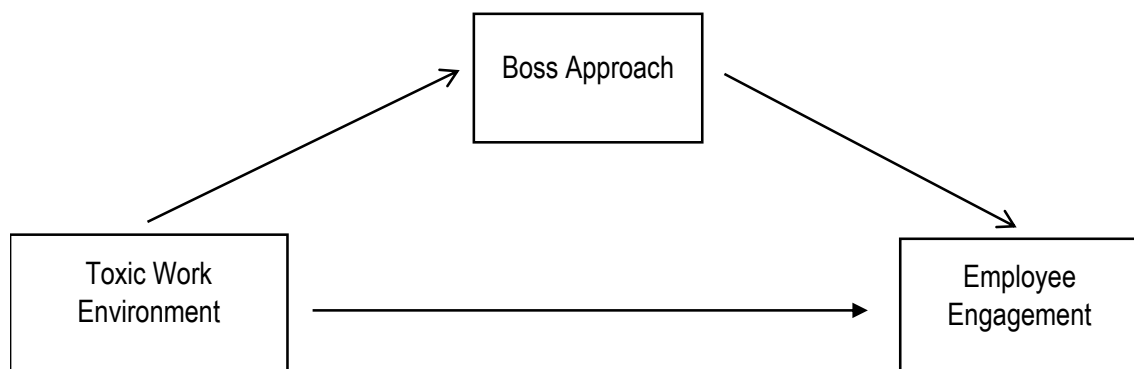 Boss Approach
Toxic Work
Environment
Employee
Engagement